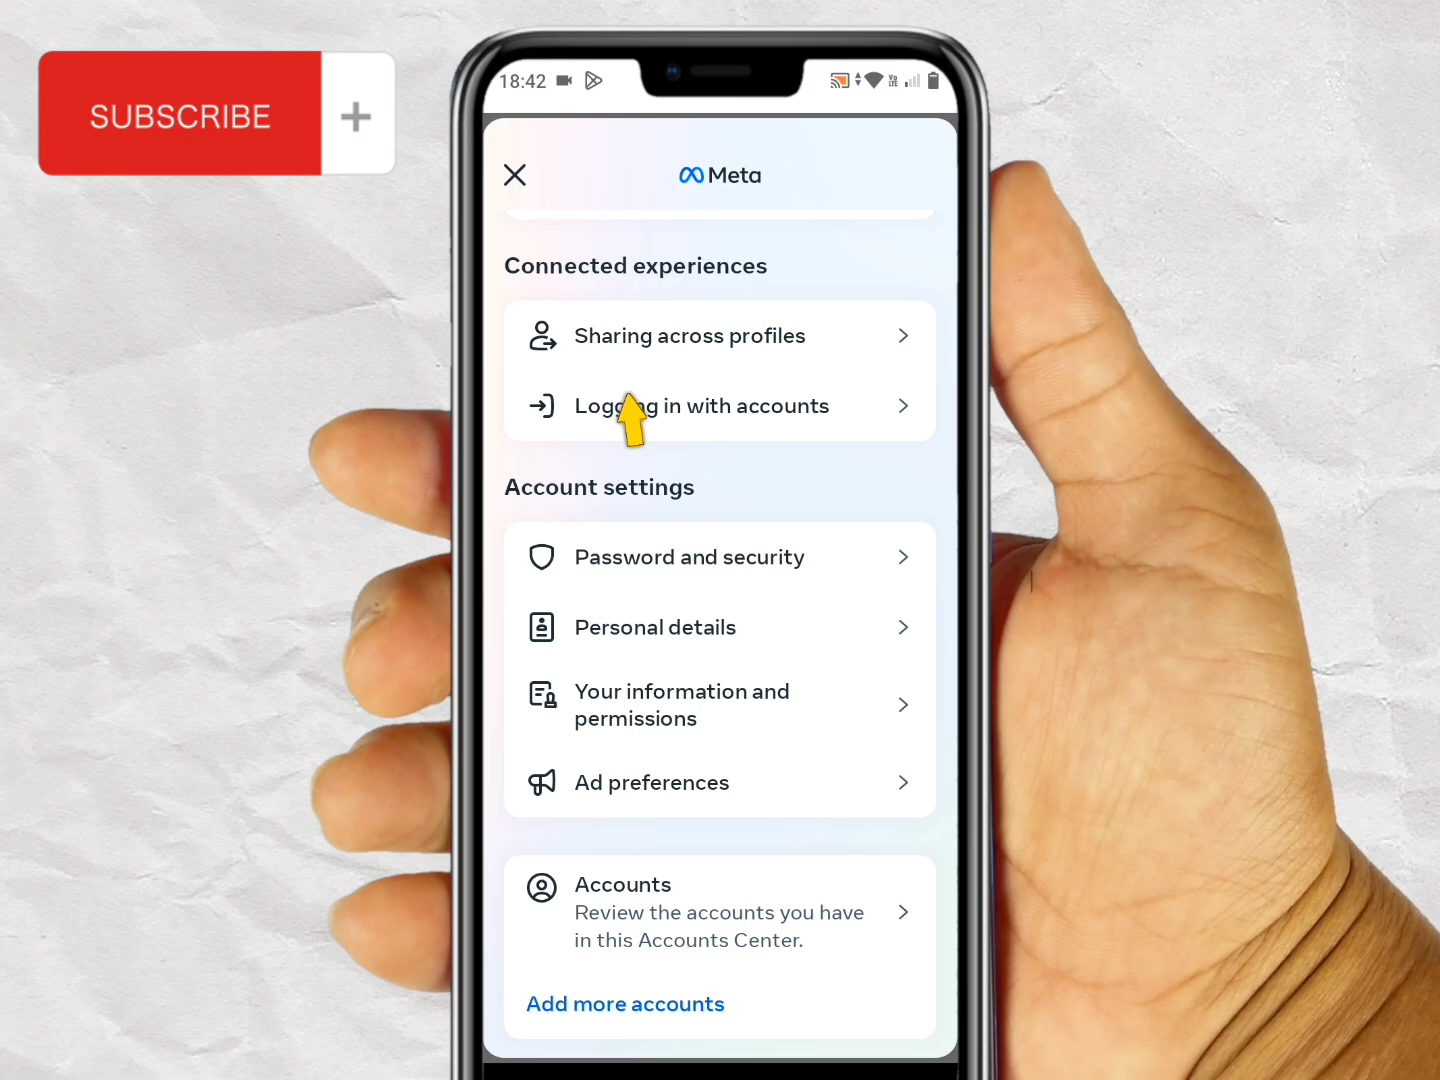 SUBSCRIBE
18:42
Meta
Connected experiences
Sharing across profiles
Logging in with accounts
Account settings
Password and security
Personal details
Your information and
permissions
Ad preferences
Accounts
Review the accounts you have
in this Accounts Center.
Add more accounts